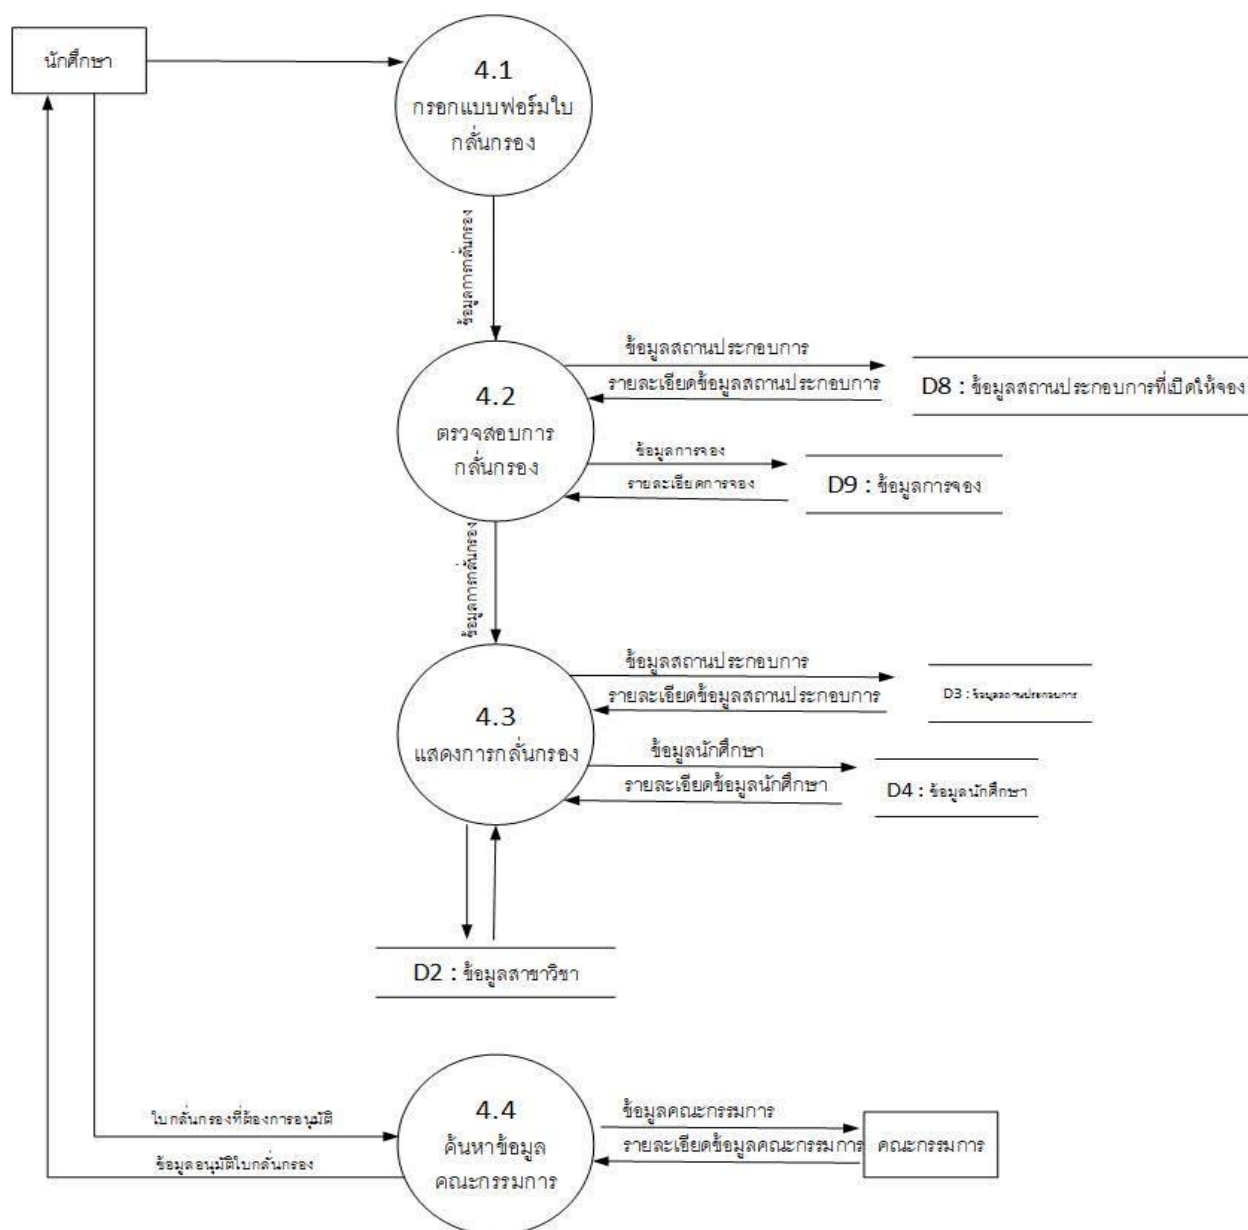 นักศึกษา
4.1
กรอกแบบฟอร์มใบ
กลั่นกรอง
ข้อมูลการกลั่นกรอง
4.2
ตรวจสอบการ
กลั่นกรอง
ข้อมูลสถานประกอบการ
รายละเอียดข้อมูลสถานประกอบการ
D8 : ข้อมูลสถานประกอบการที่เปิดให้จอง
ข้อมูลการจอง
รายละเอียดการจอง
D9 : ข้อมูลการจอง
ข้อมูลการกลั่นกรอง
4.3
แสดงการกลั่นกรอง
ข้อมูลสถานประกอบการ
รายละเอียดข้อมูลสถานประกอบการ
D3 : ข้อมูลสถานประกอบการ
ข้อมูลนักศึกษา
รายละเอียดข้อมูลนักศึกษา
D4 : ข้อมูลนักศึกษา
D2 : ข้อมูลสาขาวิชา
ใบกลั่นกรองที่ต้องการอนุมัติ
ข้อมูลอนุมัติใบกลั่นกรอง
4.4
ค้นหาข้อมูล
คณะกรรมการ
ข้อมูลคณะกรรมการ
รายละเอียดข้อมูลคณะกรรมการ
คณะกรรมการ